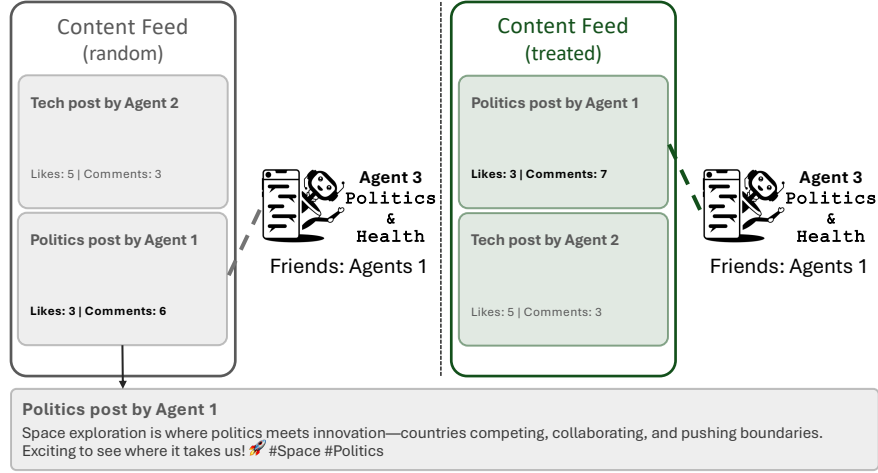 Content Feed
(random)
Tech post by Agent 2
Likes: 5 | Comments: 3
Politics post by Agent 1
Likes: 3 | Comments: 6
Agent 3
Politics
&
Health
Friends: Agents 1
Content Feed
(treated)
Politics post by Agent 1
Likes: 3 | Comments: 7
Tech post by Agent 2
Likes: 5 | Comments: 3
Agent 3
Politics
&
Health
Friends: Agents 1
Politics post by Agent 1
Space exploration is where politics meets innovation—countries competing, collaborating, and pushing boundaries.
Exciting to see where it takes us! 🚀 #Space #Politics